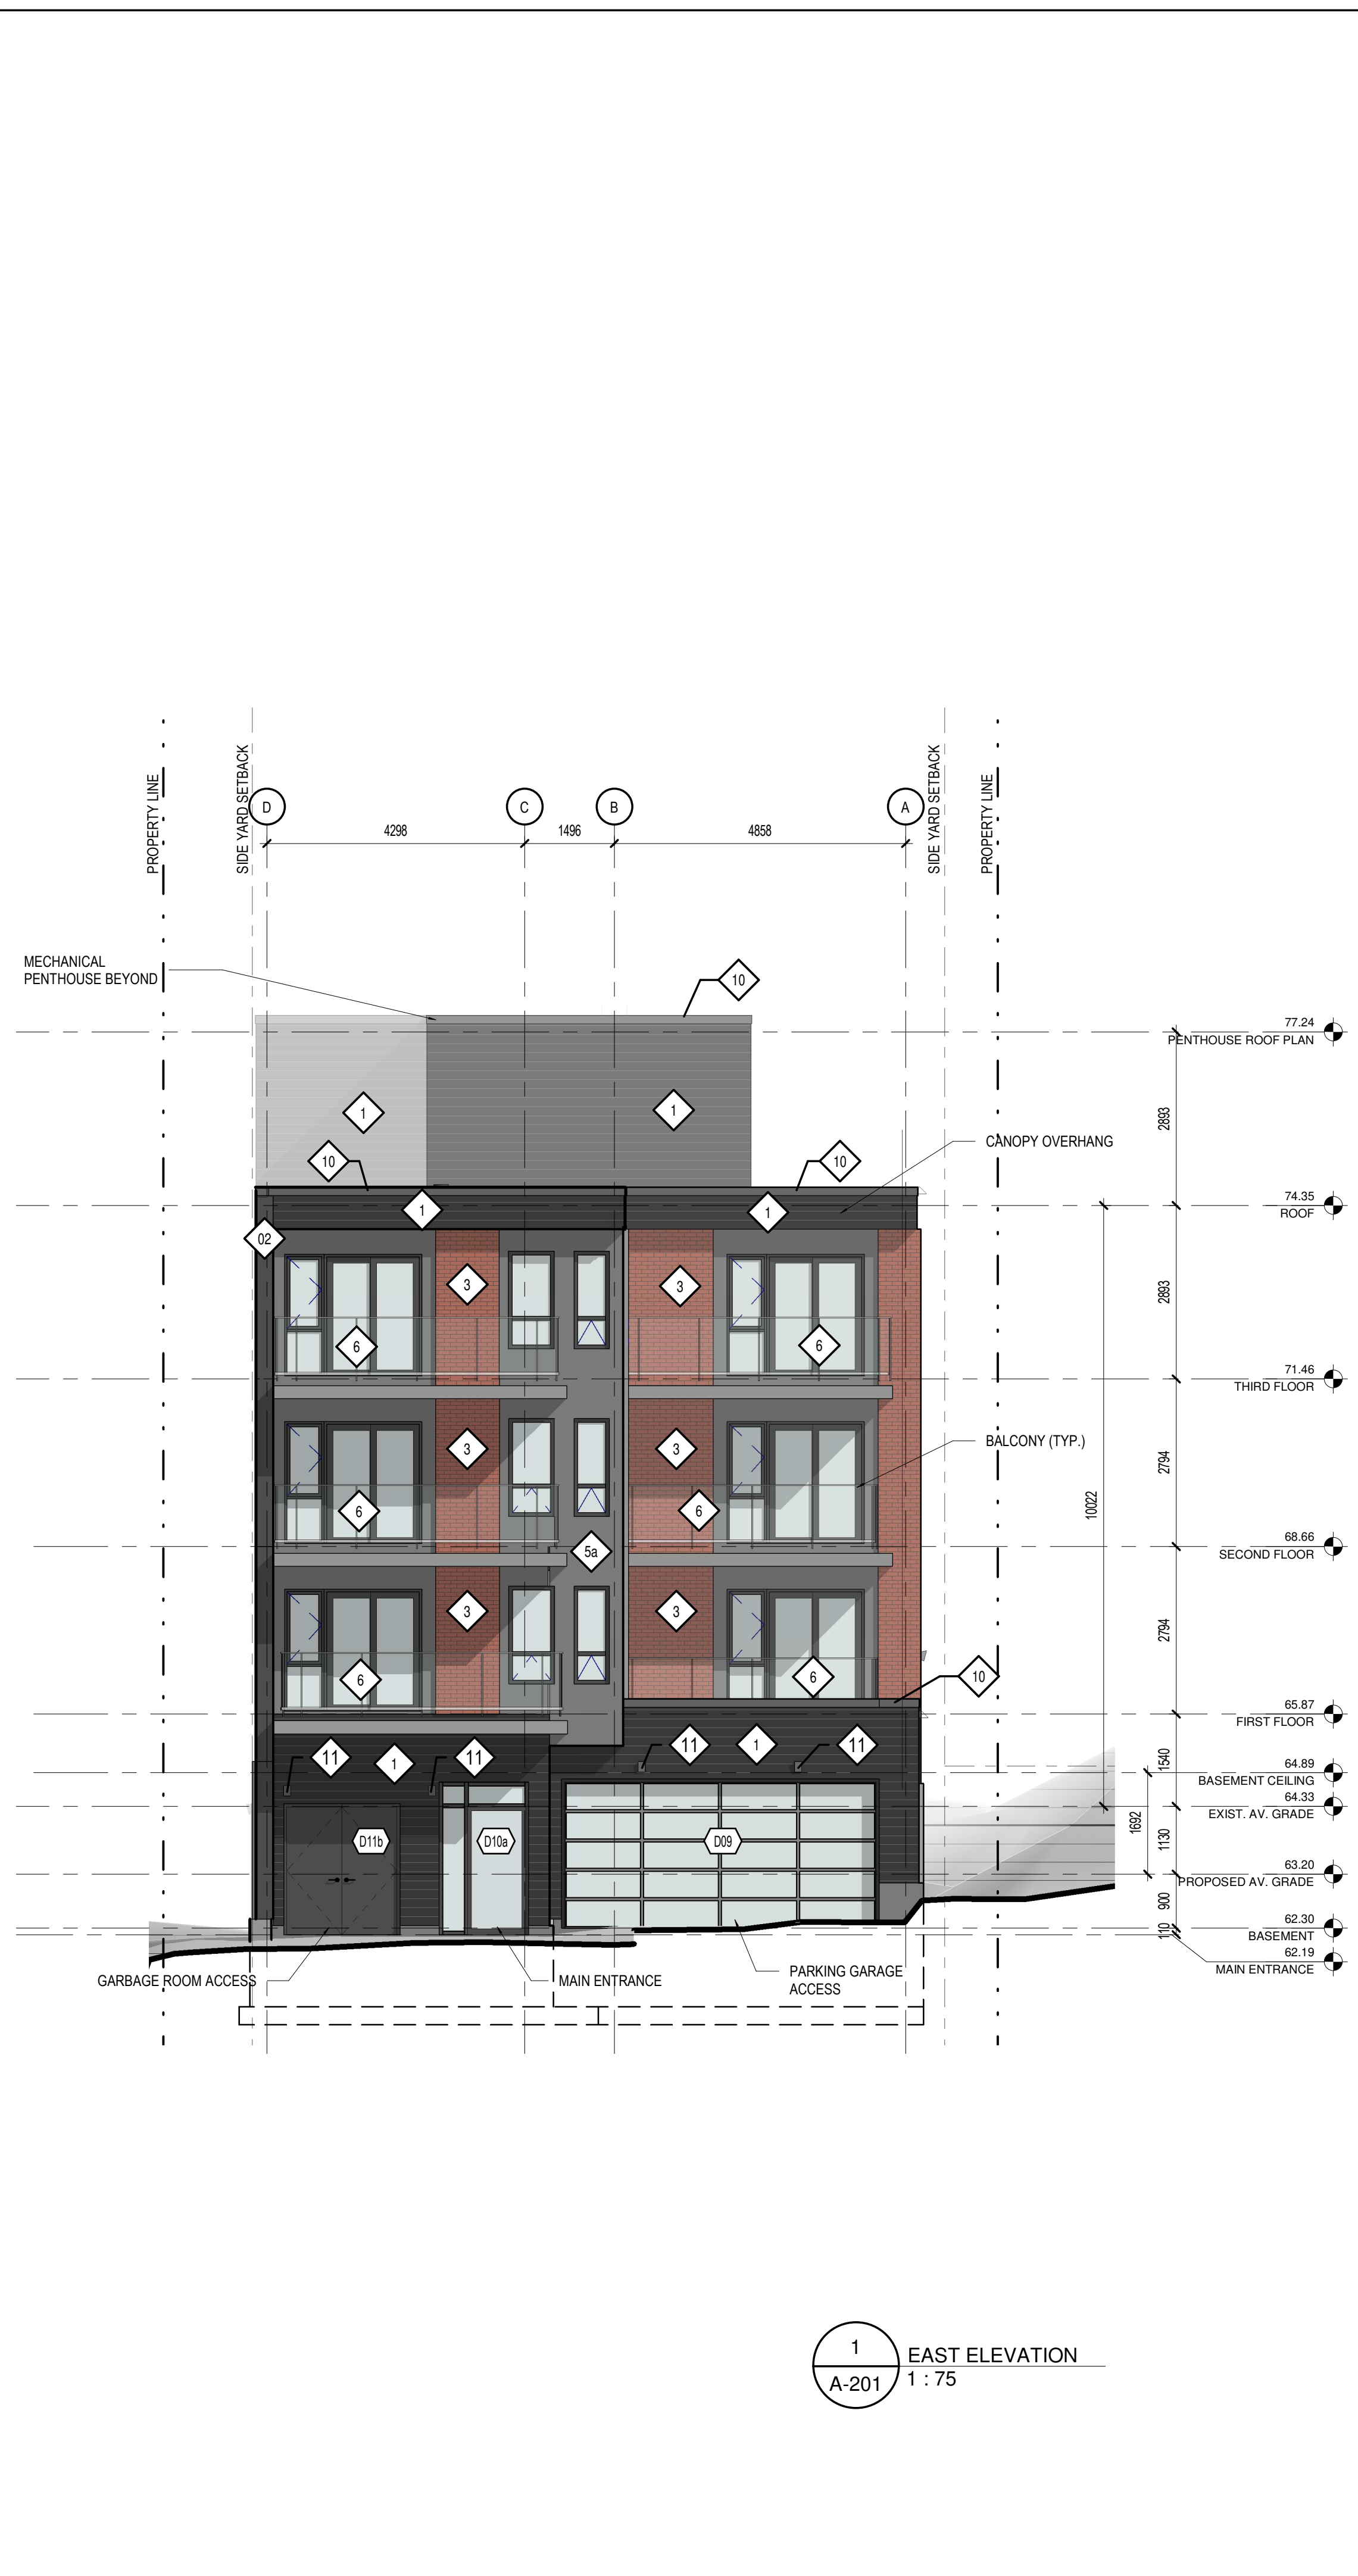 PROPERTY LINE
SIDE YARD SETBACK
SIDE YARD SETBACK
PROPERTY LINE
D
C
B
A
4298
1496
4858
MECHANICAL
PENTHOUSE BEYOND
10
77.24
PENTHOUSE ROOF PLAN
1
1
2893
CANOPY OVERHANG
10
10
74.35
ROOF
1
1
02
3
3
2893
6
6
71.46
THIRD FLOOR
3
3
BALCONY (TYP.)
2794
10022
6
6
5a
68.66
SECOND FLOOR
3
3
2794
6
6
10
65.87
FIRST FLOOR
11
1
11
11
1
11
1540
64.89
BASEMENT CEILING
64.33
EXIST. AV. GRADE
1692
1130
D11b
D10a
D09
63.20
PROPOSED AV. GRADE
900
110
62.30
BASEMENT
62.19
MAIN ENTRANCE
GARBAGE ROOM ACCESS
MAIN ENTRANCE
PARKING GARAGE
ACCESS
1
A-201
EAST ELEVATION
1 : 75